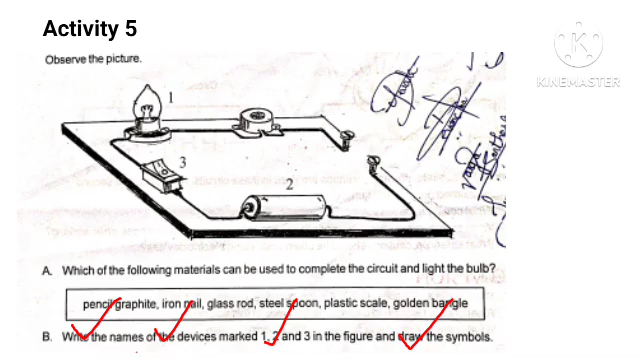 Activity 5
KINEMASTER
Observe the picture.
1
3
2
A. Which of the following materials can be used to complete the circuit and light the bulb?
pencil graphite, iron nail, glass rod, steel spoon, plastic scale, golden bangle
B. Write the names of the devices marked 1, 2 and 3 in the figure and draw the symbols.